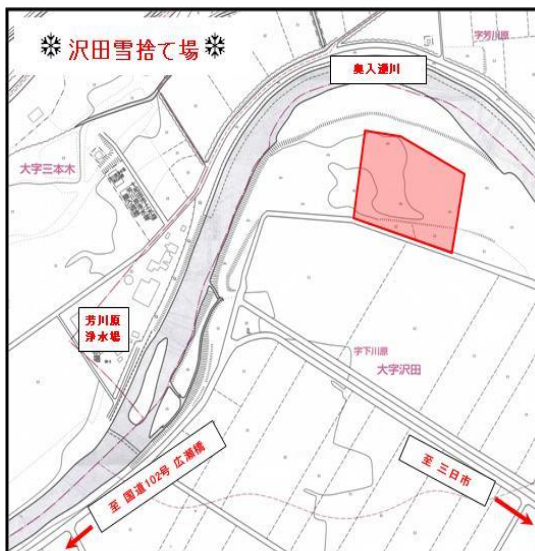 沢田雪捨て場
字芳川原
奥入瀬川
大字三本木
芳川原
浄水場
字下川原
大字沢田
至 国道102号 広瀬橋
至 三日市